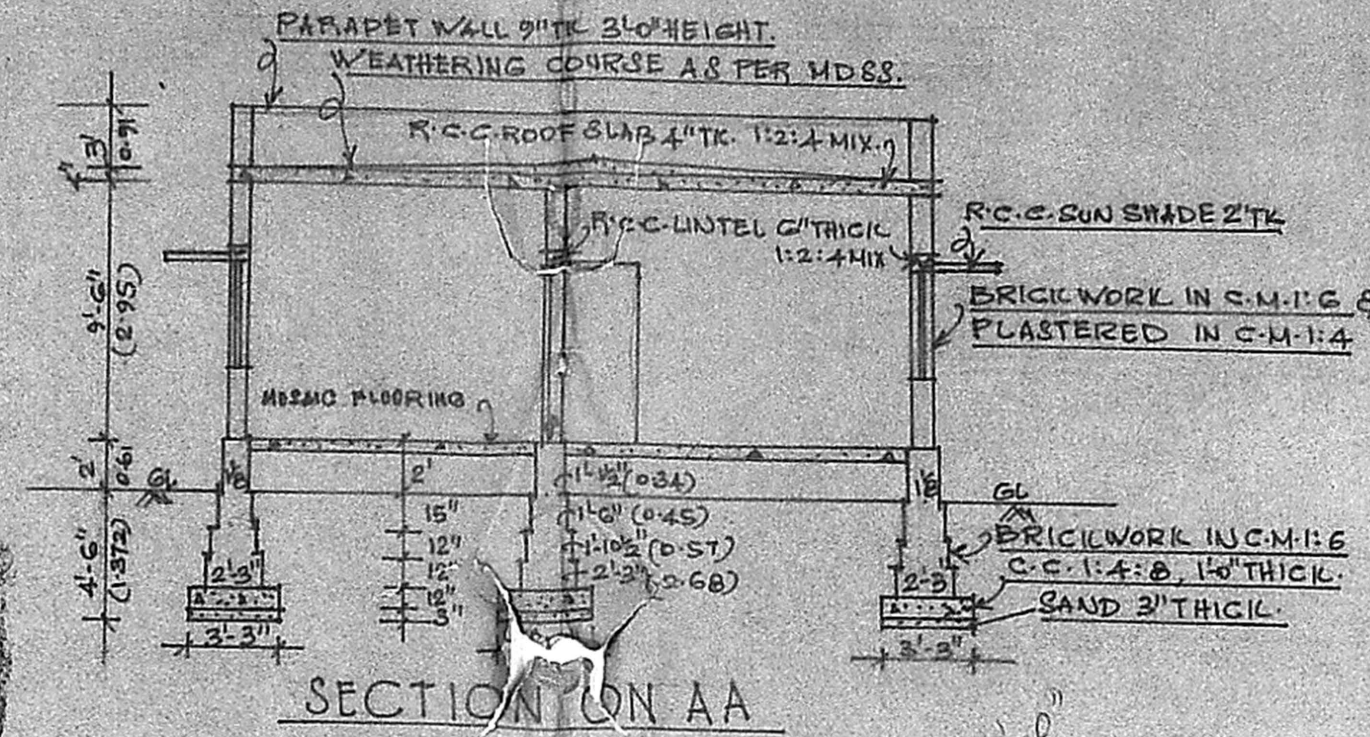 PARAPET WALL 9"TK 3'-0" HEIGHT.
WEATHERING COURSE AS PER MDSS.
R.C.C. ROOF SLAB 4"TK. 1:2:4 MIX.
3'
0.91
4"
R.C.C. SUN SHADE 2"TK
R.C.C. LINTEL 6" THICK
1:2:4 MIX
9'-6"
(2.95)
BRICKWORK IN C.M. 1:6 &
PLASTERED IN C.M. 1:4
MOSAIC FLOORING
2'
0.61
GL
2'
1'-1½" (0.34)
GL
15"
1'-6" (0.45)
4'-6"
(1.372)
12"
1'-10½" (0.57)
BRICKWORK IN C.M. 1:6
2'-3"
12"
2'-3" (2.68)
2'-3
C.C. 1:4:8, 1'-0" THICK.
12"
3"
SAND 3" THICK.
3'-3"
3'-3"
SECTION ON AA